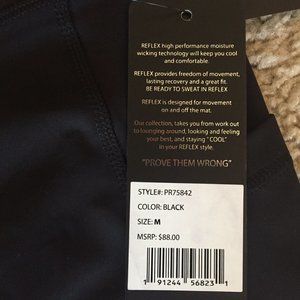 REFLEX high performance moisture
wicking technology will keep you cool
and comfortable.
REFLEX provides freedom of movement,
lasting recovery and a great fit.
BE READY TO SWEAT IN REFLEX
REFLEX is designed for movement
on and off the mat.
Our collection, takes you from work out
to lounging around, looking and feeling
your best, and staying "COOL"
in your REFLEX style.
"PROVE THEM WRONG"
STYLE#: PR75842
COLOR: BLACK
SIZE: M
MSRP: $88.00
1 91244 56823 1